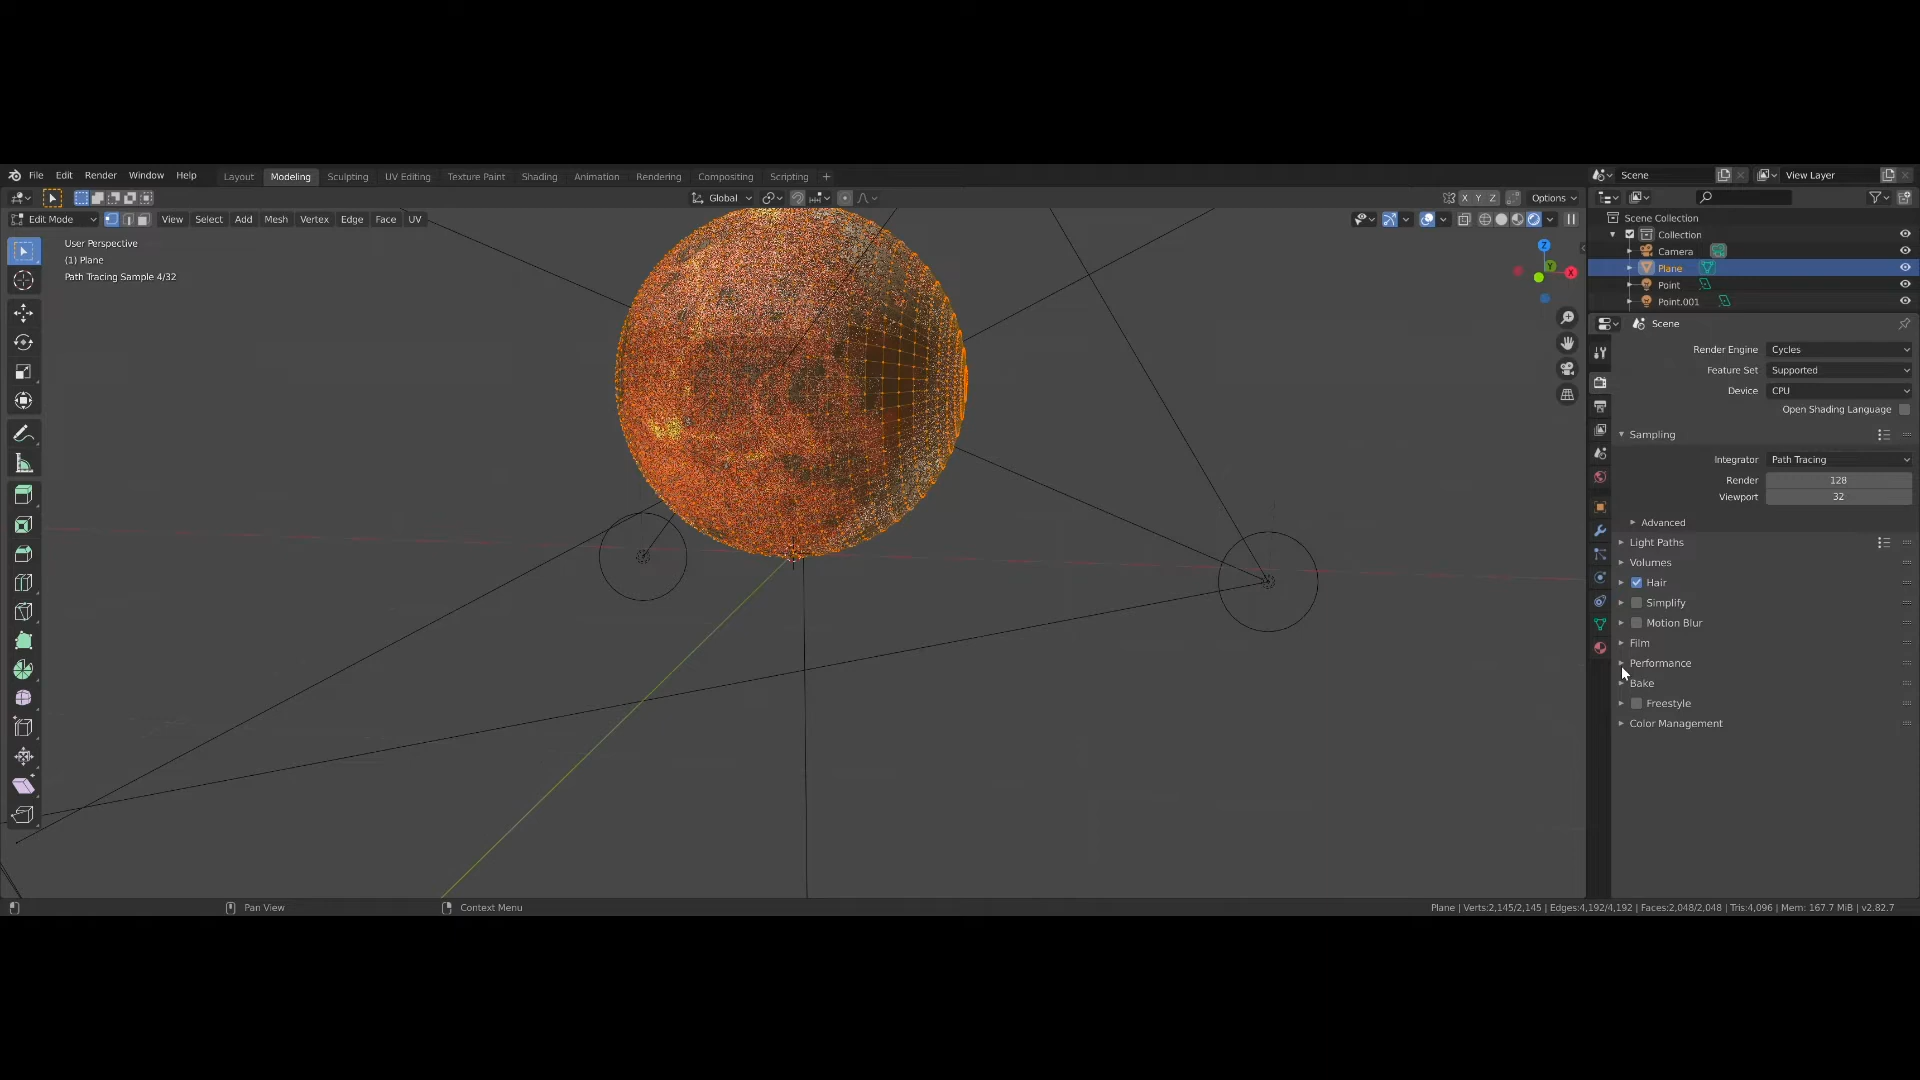 File Edit Render Window Help Layout Modeling Sculpting UV Editing Texture Paint Shading Animation Rendering Compositing Scripting + Scene View Layer
Global X Y Z Options
Edit Mode View Select Add Mesh Vertex Edge Face UV
User Perspective
(1) Plane
Path Tracing Sample 4/32
Z
Y
X
Scene Collection
Collection
Camera
Plane
Point
Point.001
Scene
Render Engine Cycles
Feature Set Supported
Device CPU
Open Shading Language
Sampling
Integrator Path Tracing
Render 128
Viewport 32
Advanced
Light Paths
Volumes
Hair
Simplify
Motion Blur
Film
Performance
Bake
Freestyle
Color Management
Pan View Context Menu Plane | Verts:2,145/2,145 | Edges:4,192/4,192 | Faces:2,048/2,048 | Tris:4,096 | Mem: 167.7 MiB | v2.82.7